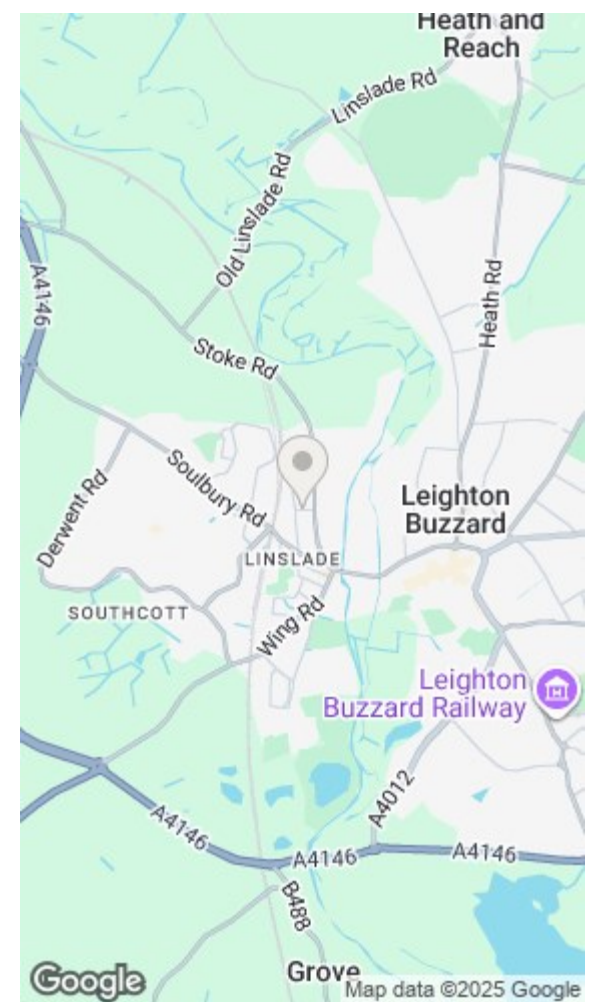 Heath and
Reach
Linslade Rd
Old Linslade Rd
Heath Rd
A4146
Stoke Rd
Soulbury Rd
Derwent Rd
Leighton
Buzzard
LINSLADE
SOUTHCOTT
Wing Rd
Leighton
Buzzard Railway
A4012
A4146
A4146
A4146
B488
Grove
Google
Map data ©2025 Google